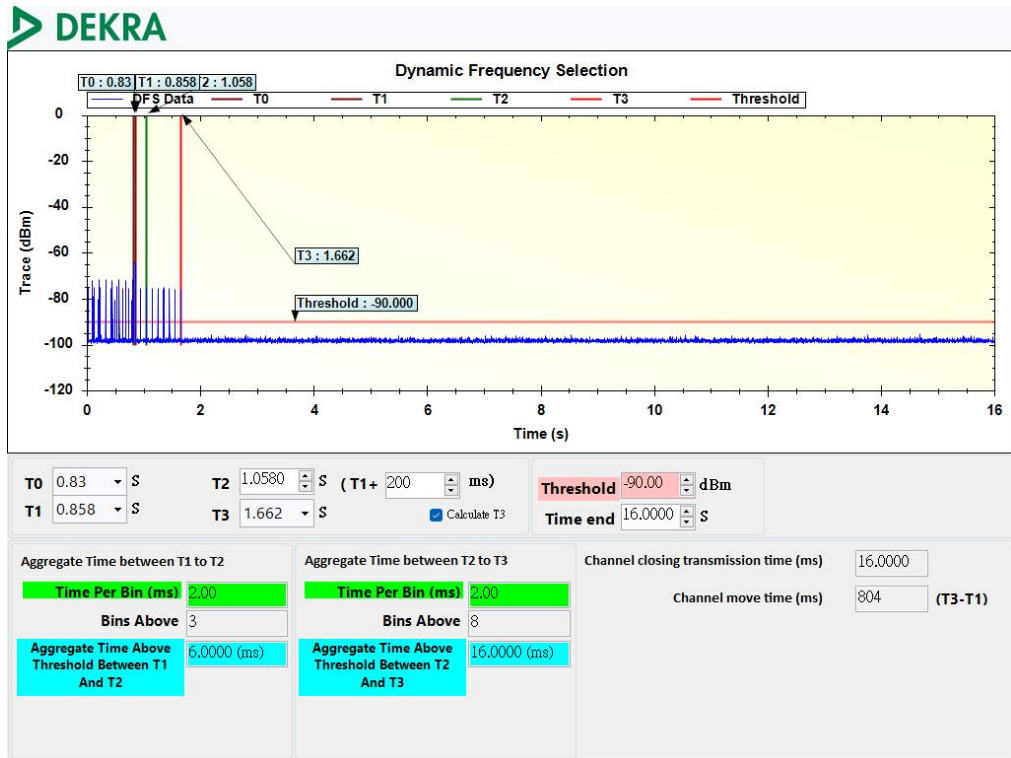 DEKRA
Dynamic Frequency Selection
T0 : 0.83 T1 : 0.858 2 : 1.058
DFS Data T0 T1 T2 T3 Threshold
0
-20
-40
-60
-80
-100
-120
Trace (dBm)
T3 : 1.662
Threshold : -90.000
0 2 4 6 8 10 12 14 16
Time (s)
T0 0.83 S T2 1.0580 S ( T1+ 200 ms) Threshold -90.00 dBm
T1 0.858 S T3 1.662 S Calculate T3 Time end 16.0000 S
Aggregate Time between T1 to T2
Time Per Bin (ms) 2.00
Bins Above 3
Aggregate Time Above
Threshold Between T1
And T2
6.0000 (ms)
Aggregate Time between T2 to T3
Time Per Bin (ms) 2.00
Bins Above 8
Aggregate Time Above
Threshold Between T2
And T3
16.0000 (ms)
Channel closing transmission time (ms) 16.0000
Channel move time (ms) 804 (T3-T1)